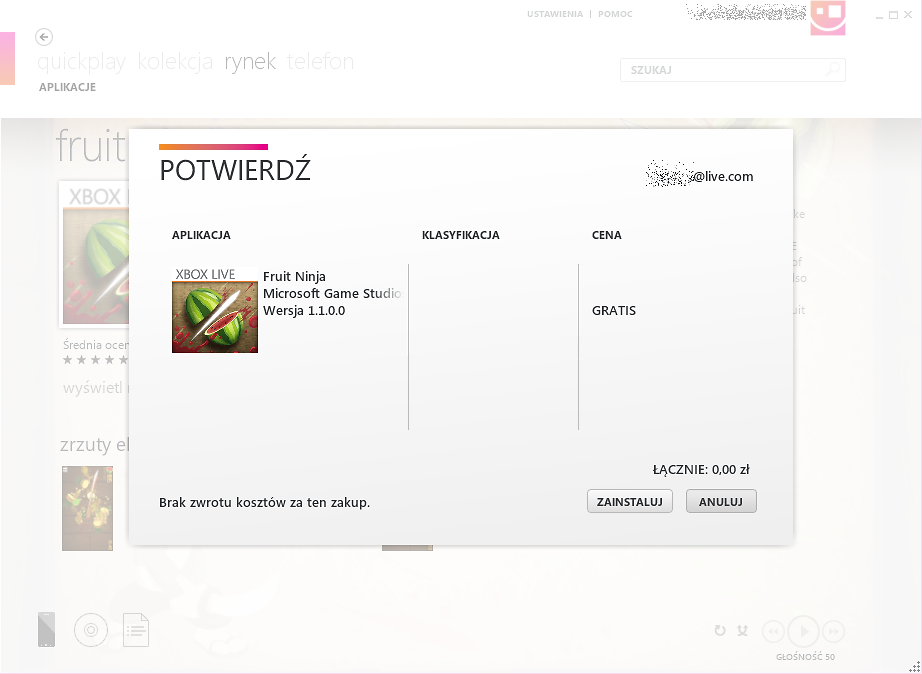 USTAWIENIA | POMOC
quickplay kolekcja rynek telefon
SZUKAJ
APLIKACJE
fruit
POTWIERDŹ
@live.com
XBOX
APLIKACJA
KLASYFIKACJA
CENA
XBOX LIVE
Fruit Ninja
Microsoft Game Studio
Wersja 1.1.0.0
GRATIS
Średnia
wyświetl
zrzuty
ŁĄCZNIE: 0,00 zł
Brak zwrotu kosztów za ten zakup.
ZAINSTALUJ
ANULUJ
GŁOŚNOŚĆ 50